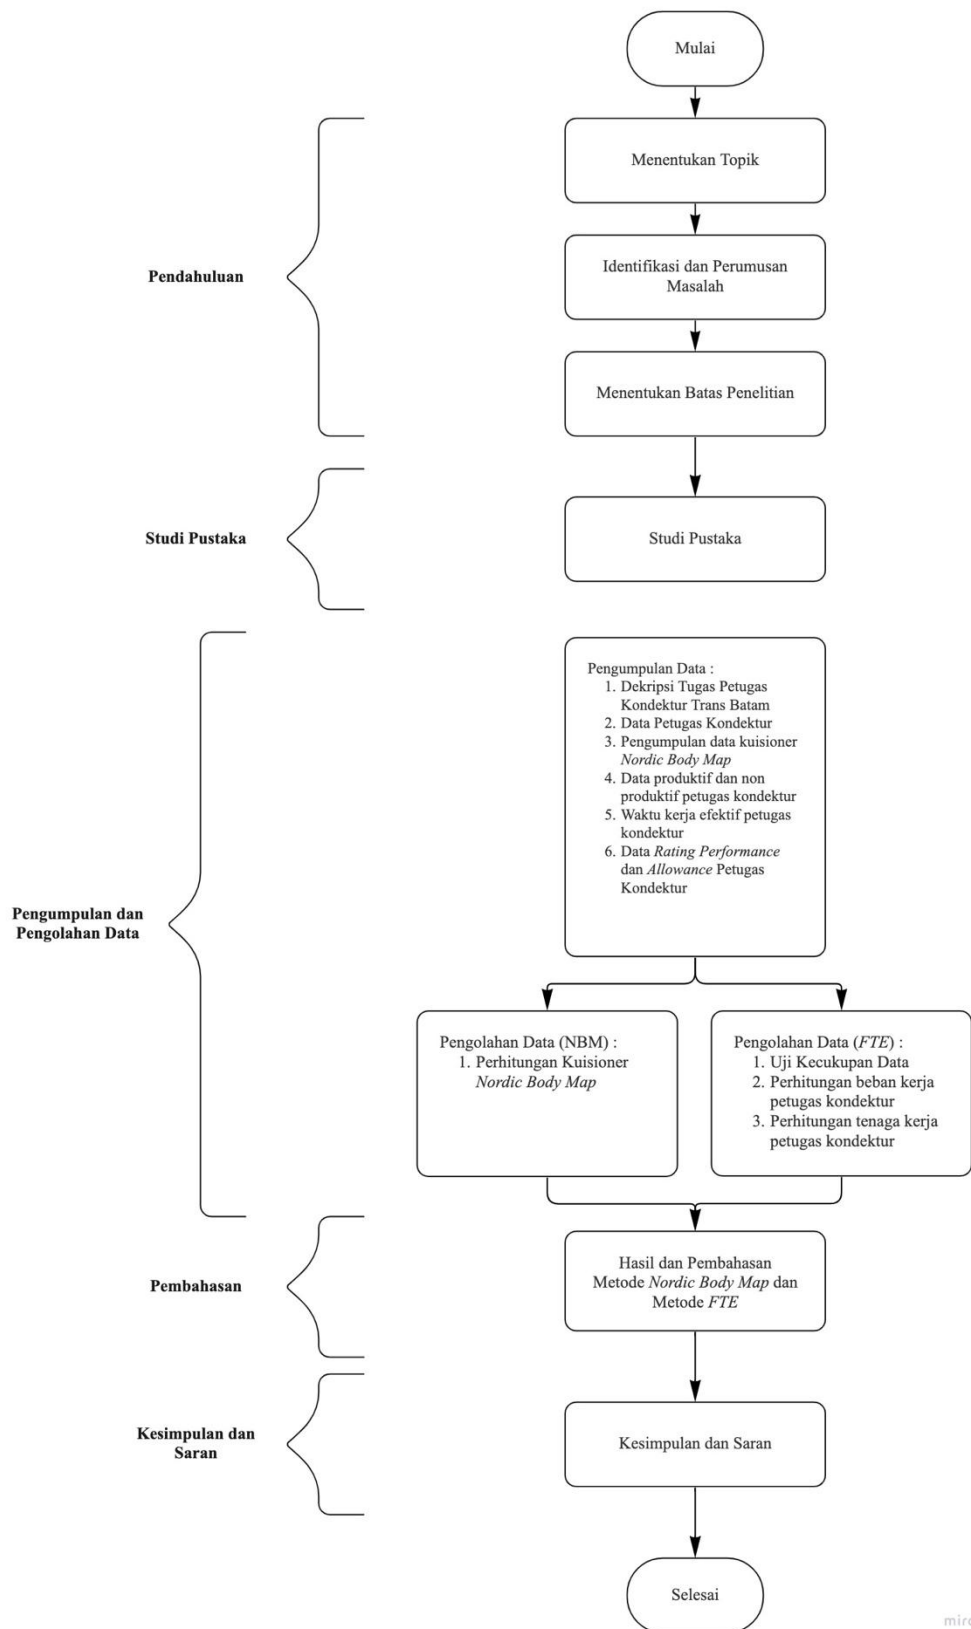 Mulai
Menentukan Topik
Pendahuluan
Identifikasi dan Perumusan
Masalah
Menentukan Batas Penelitian
Studi Pustaka
Studi Pustaka
Pengumpulan dan
Pengolahan Data
Pengumpulan Data :
1. Dekripsi Tugas Petugas
Kondektur Trans Batam
2. Data Petugas Kondektur
3. Pengumpulan data kuisioner
Nordic Body Map
4. Data produktif dan non
produktif petugas kondektur
5. Waktu kerja efektif petugas
kondektur
6. Data Rating Performance
dan Allowance Petugas
Kondektur
Pengolahan Data (NBM) :
1. Perhitungan Kuisioner
Nordic Body Map
Pengolahan Data (FTE) :
1. Uji Kecukupan Data
2. Perhitungan beban kerja
petugas kondektur
3. Perhitungan tenaga kerja
petugas kondektur
Pembahasan
Hasil dan Pembahasan
Metode Nordic Body Map dan
Metode FTE
Kesimpulan dan
Saran
Kesimpulan dan Saran
Selesai